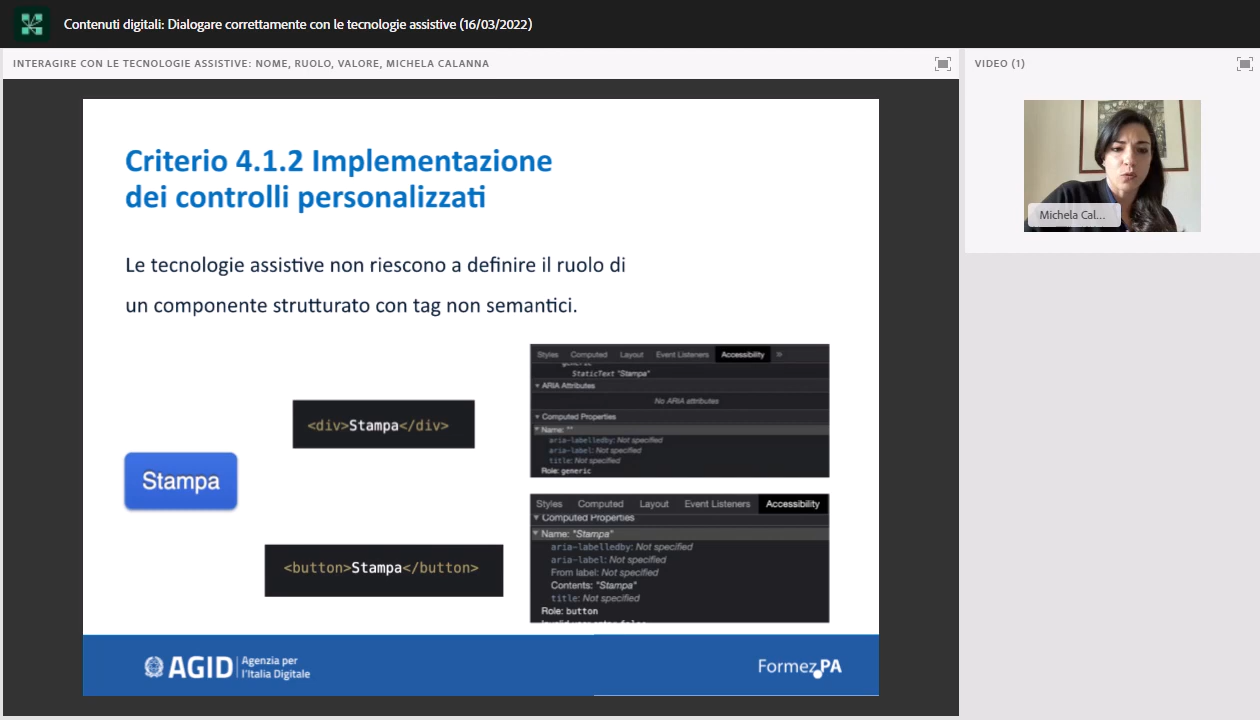 Contenuti digitali: Dialogare correttamente con le tecnologie assistive (16/03/2022)
INTERAGIRE CON LE TECNOLOGIE ASSISTIVE: NOME, RUOLO, VALORE, MICHELA CALANNA
VIDEO (1)
Michela Cal...
Criterio 4.1.2 Implementazione
dei controlli personalizzati
Le tecnologie assistive non riescono a definire il ruolo di
un componente strutturato con tag non semantici.
Stampa
<div>Stampa</div>
<button>Stampa</button>
Styles Computed Layout Event Listeners Accessibility »
StaticText "Stampa"
ARIA Attributes
No ARIA attributes
Computed Properties
Name: ""
aria-labelledby: Not specified
aria-label: Not specified
title: Not specified
Role: generic
Styles Computed Layout Event Listeners Accessibility
Computed Properties
Name: "Stampa"
aria-labelledby: Not specified
aria-label: Not specified
From label: Not specified
Contents: "Stampa"
title: Not specified
Role: button
AGID Agenzia per
l'Italia Digitale
FormezPA